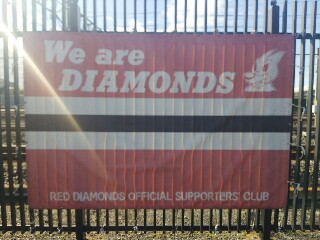 We are
DIAMONDS
RED DIAMONDS OFFICIAL SUPPORTERS' CLUB